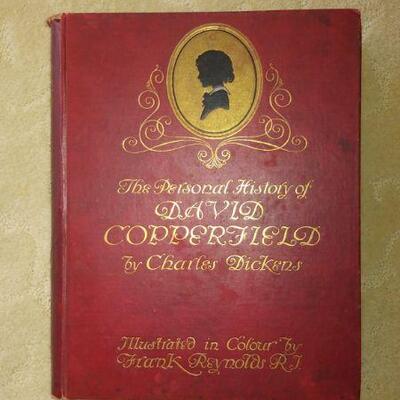 The Personal History of
DAVID
COPPERFIELD
by Charles Dickens
Illustrated in Colour by
Frank Reynolds R.I.